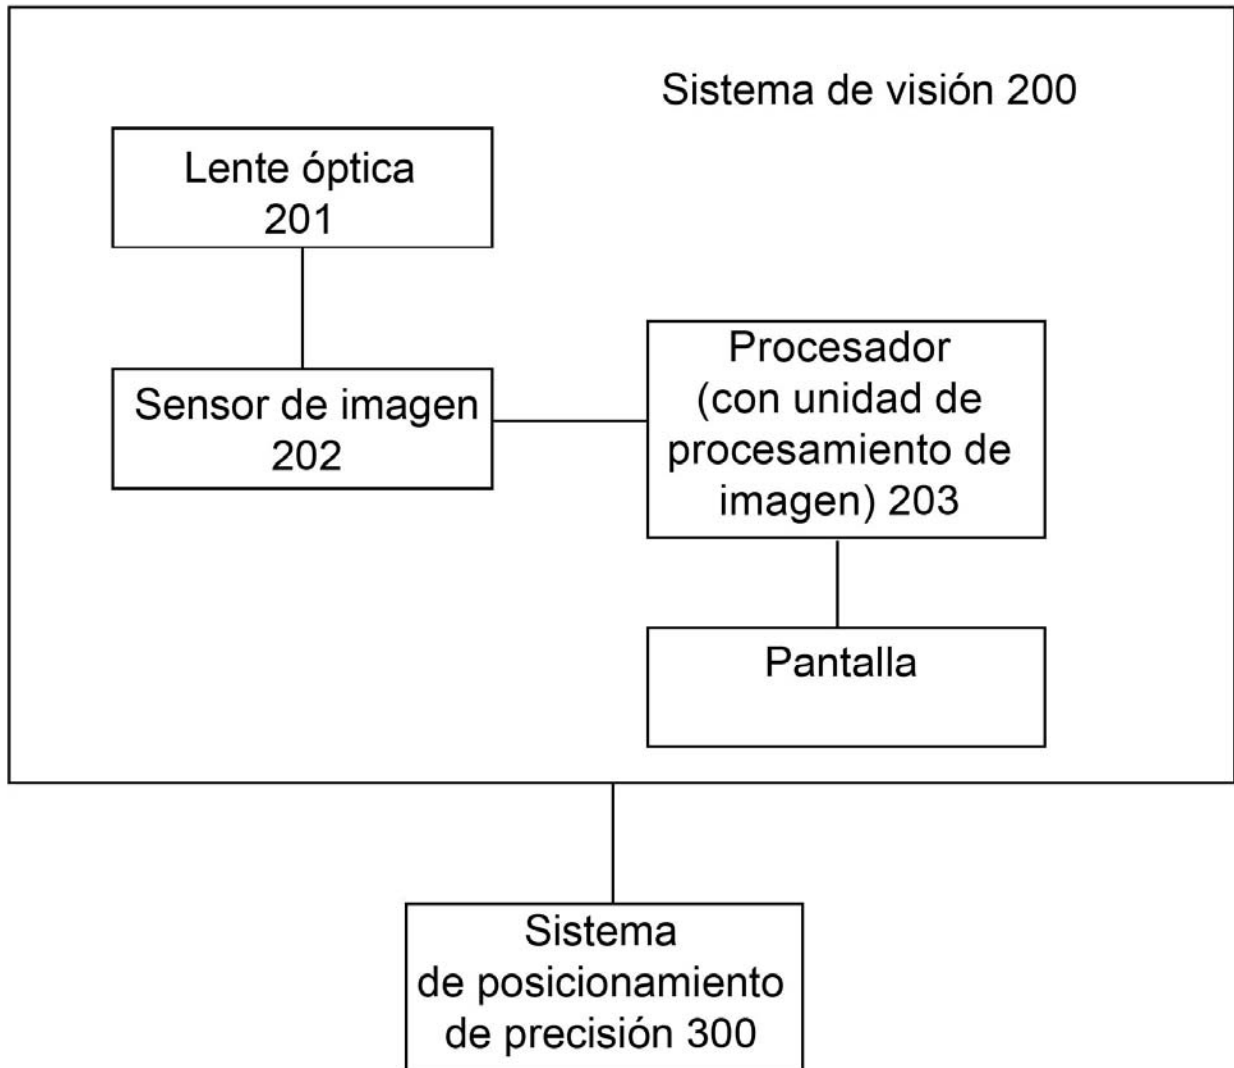 Sistema de visión 200
Lente óptica
201
Sensor de imagen
202
Procesador
(con unidad de
procesamiento de
imagen) 203
Pantalla
Sistema
de posicionamiento
de precisión 300